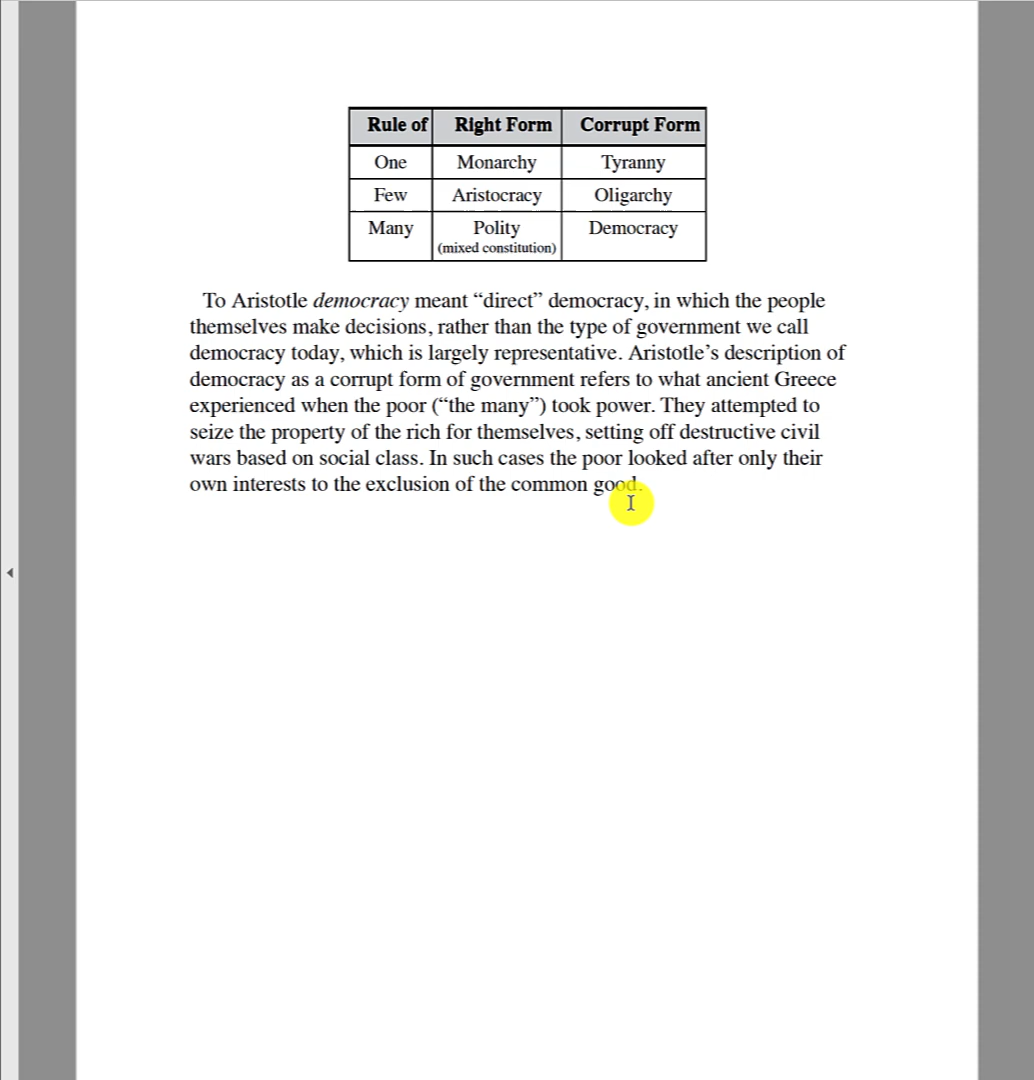 Rule of Right Form Corrupt Form
One Monarchy Tyranny
Few Aristocracy Oligarchy
Many Polity Democracy
(mixed constitution)
To Aristotle democracy meant “direct” democracy, in which the people
themselves make decisions, rather than the type of government we call
democracy today, which is largely representative. Aristotle’s description of
democracy as a corrupt form of government refers to what ancient Greece
experienced when the poor (“the many”) took power. They attempted to
seize the property of the rich for themselves, setting off destructive civil
wars based on social class. In such cases the poor looked after only their
own interests to the exclusion of the common good.